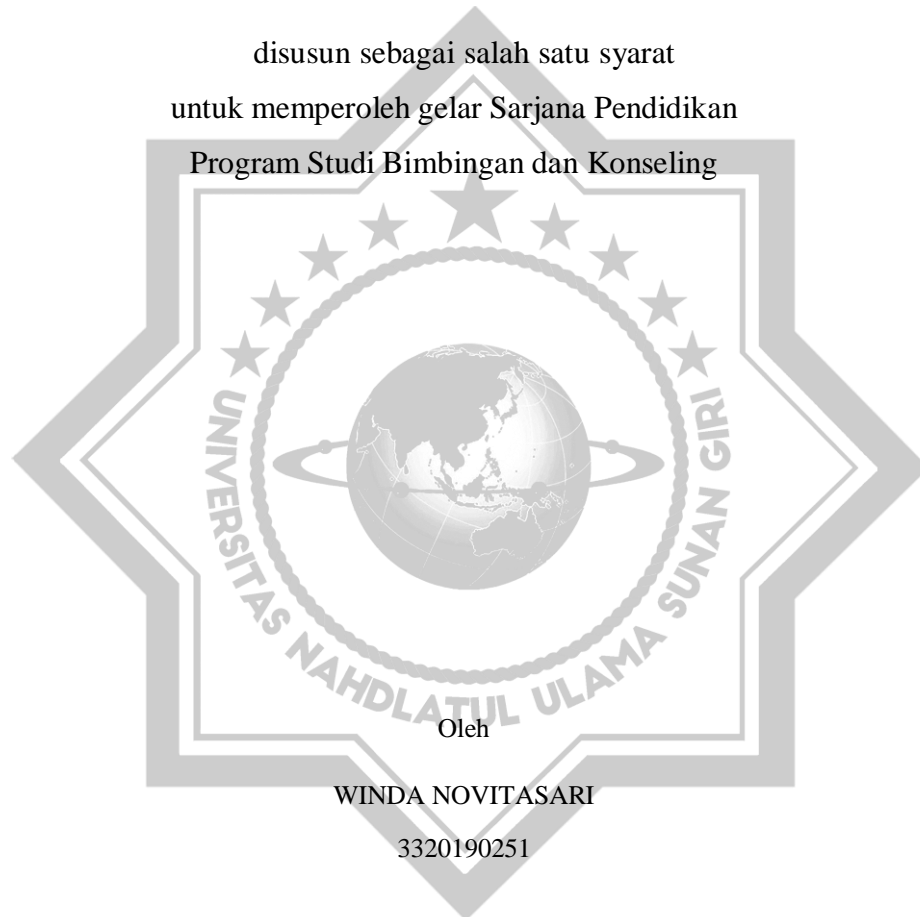 disusun sebagai salah satu syarat
untuk memperoleh gelar Sarjana Pendidikan
Program Studi Bimbingan dan Konseling
UNIVERSITAS NAHDLATUL ULAMA SUNAN GIRI
Oleh
WINDA NOVITASARI
3320190251